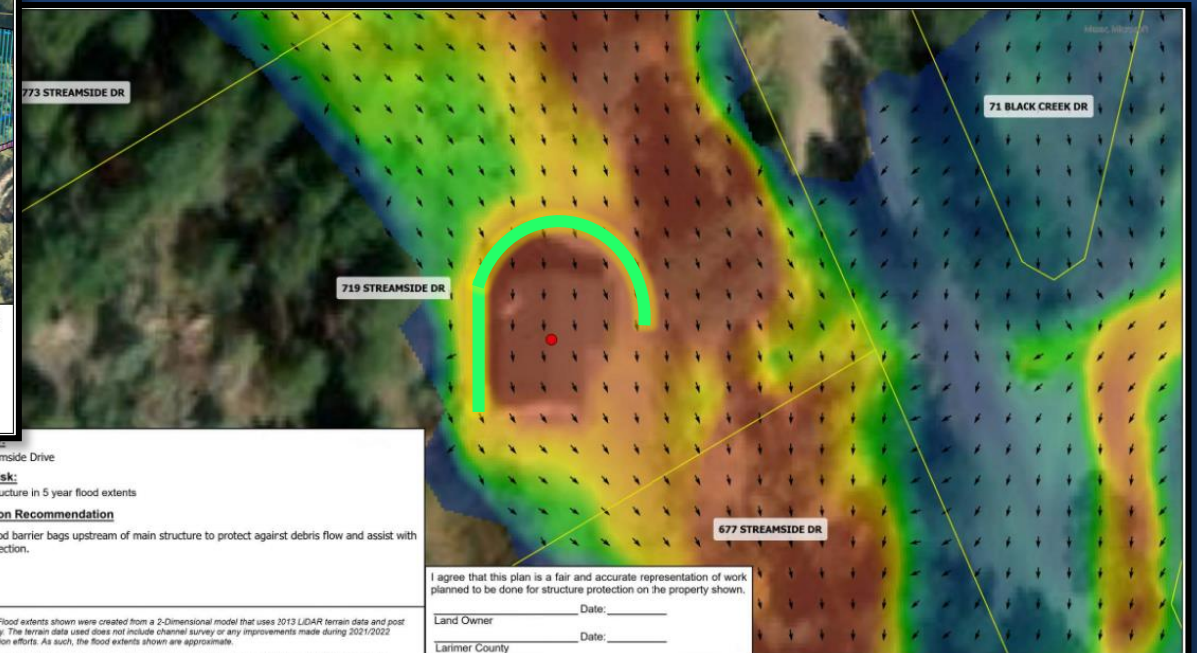 773 STREAMSIDE DR
71 BLACK CREEK DR
719 STREAMSIDE DR
677 STREAMSIDE DR
mside Drive
sk:
ucture in 5 year flood extents
on Recommendation
od barrier bags upstream of main structure to protect against debris flow and assist with
ection.
Flood extents shown were created from a 2-Dimensional model that uses 2013 LiDAR terrain data and post
y. The terrain data used does not include channel survey or any improvements made during 2021/2022
ion efforts. As such, the flood extents shown are approximate.
I agree that this plan is a fair and accurate representation of work
planned to be done for structure protection on the property shown.
Date:
Land Owner
Date:
Larimer County